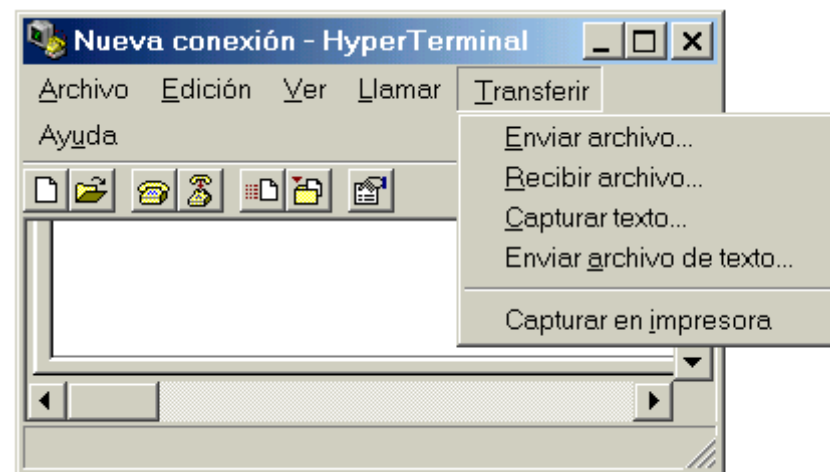 Nueva conexión - HyperTerminal
Archivo Edición Ver Llamar Transferir
Ayuda
Enviar archivo...
Recibir archivo...
Capturar texto...
Enviar archivo de texto...
Capturar en impresora